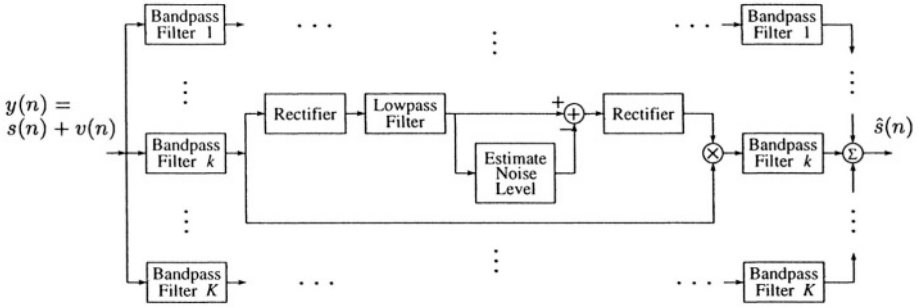 Bandpass
Filter 1
Bandpass
Filter 1
y(n) =
s(n) + v(n)
Rectifier
Lowpass
Filter
+
+
−
Rectifier
ŝ(n)
Bandpass
Filter k
Estimate
Noise
Level
×
Bandpass
Filter k
Σ
Bandpass
Filter K
Bandpass
Filter K